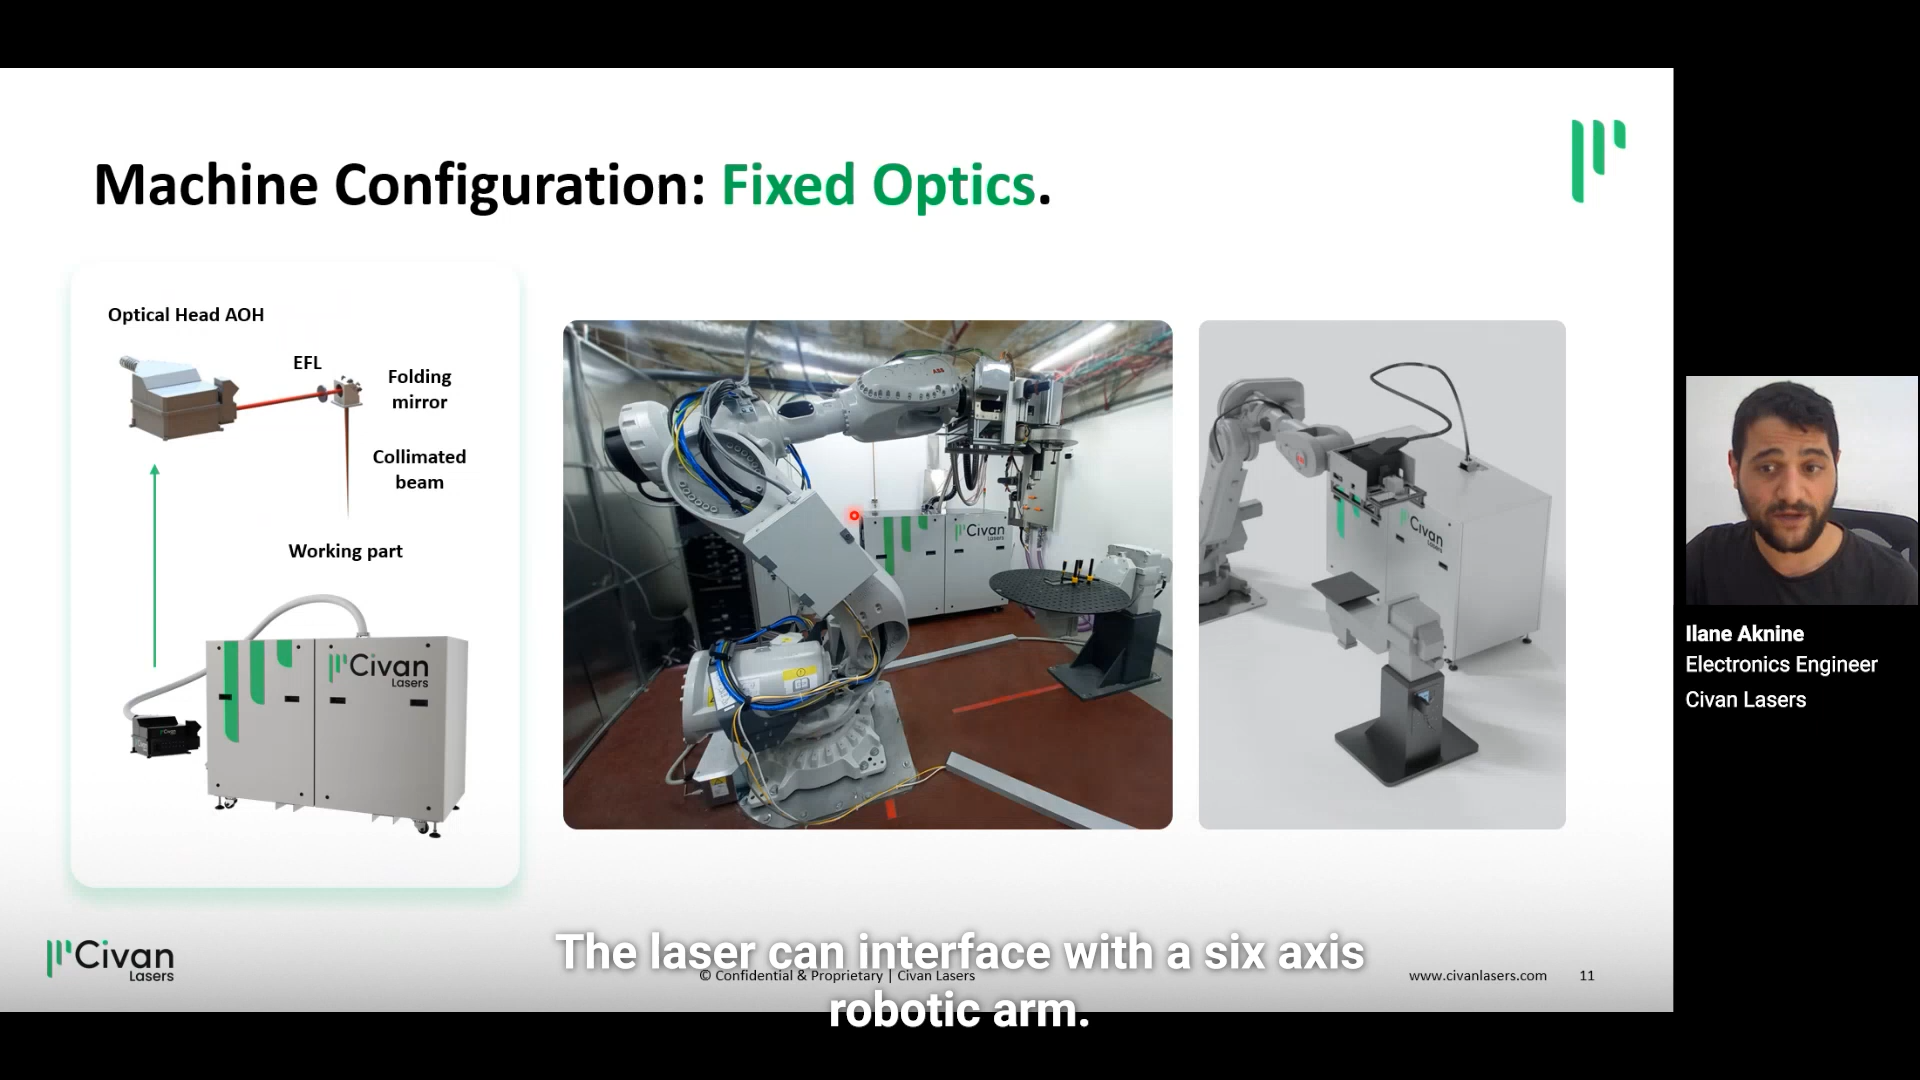 Machine Configuration: Fixed Optics.
Optical Head AOH
EFL
Folding
mirror
Collimated
beam
Working part
Civan
Lasers
ABB
Civan
Civan
Ilane Aknine
Electronics Engineer
Civan Lasers
Civan
Lasers
© Confidential & Proprietary | Civan Lasers
www.civanlasers.com
11
The laser can interface with a six axis
robotic arm.